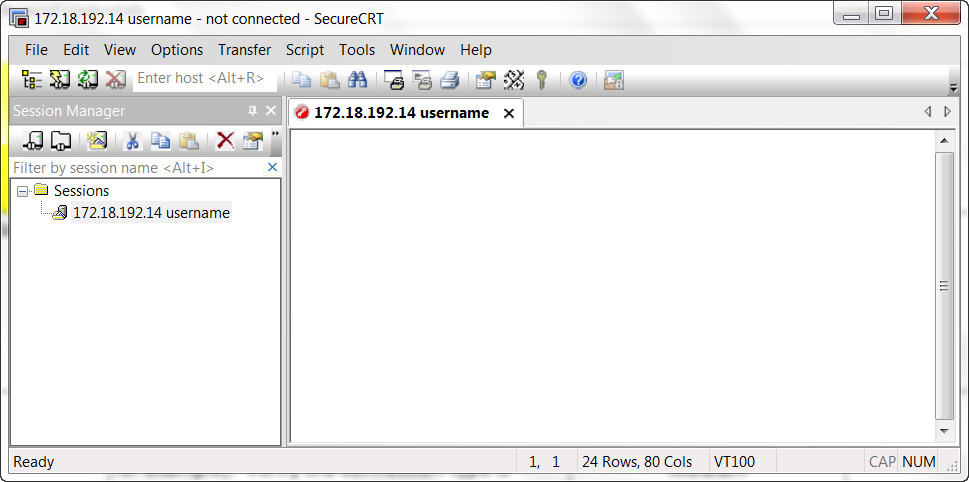 172.18.192.14 username - not connected - SecureCRT
File Edit View Options Transfer Script Tools Window Help
Enter host <Alt+R>
Session Manager
172.18.192.14 username
Filter by session name <Alt+I>
Sessions
172.18.192.14 username
Ready 1, 1 24 Rows, 80 Cols VT100 CAP NUM